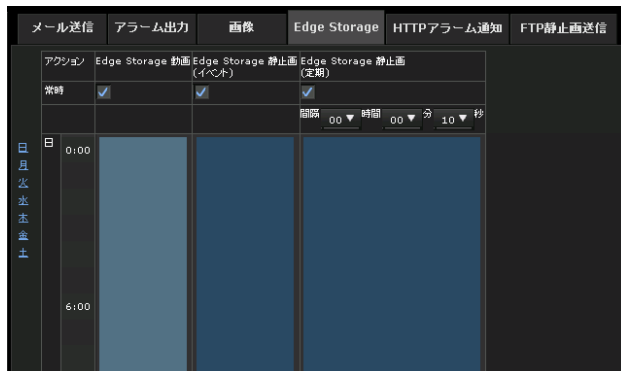 メール送信 アラーム出力 画像 Edge Storage HTTPアラーム通知 FTP静止画送信
アクション Edge Storage 動画 Edge Storage 静止画 Edge Storage 静止画
(イベント) (定期)
常時
間隔 00 ▼ 時間 00 ▼ 分 10 ▼ 秒
日 日 0:00
月
火
水
木
金
土
6:00